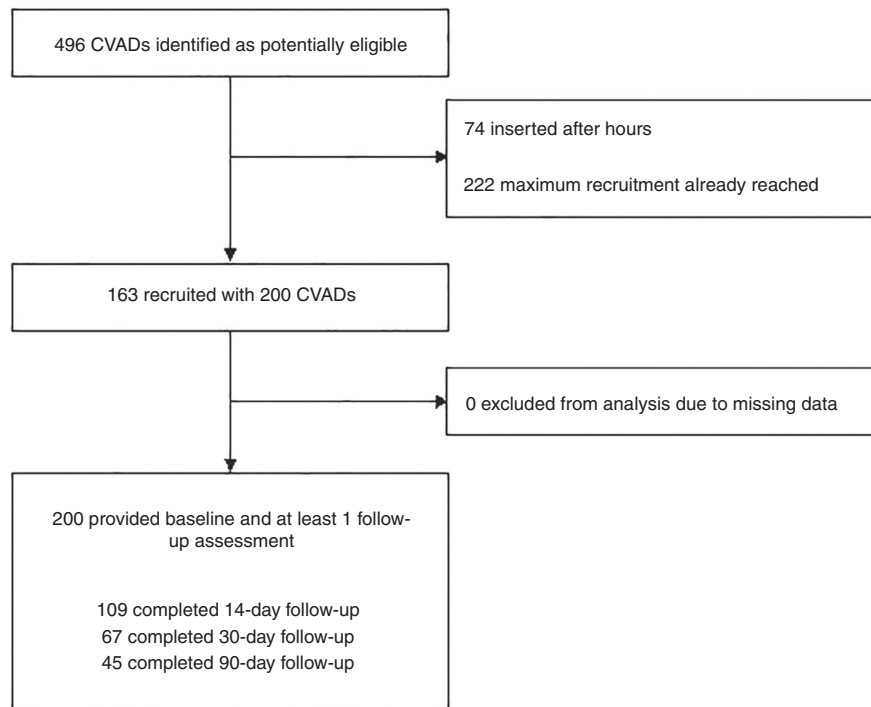 496 CVADs identified as potentially eligible
74 inserted after hours
222 maximum recruitment already reached
163 recruited with 200 CVADs
0 excluded from analysis due to missing data
200 provided baseline and at least 1 follow-
up assessment
109 completed 14-day follow-up
67 completed 30-day follow-up
45 completed 90-day follow-up